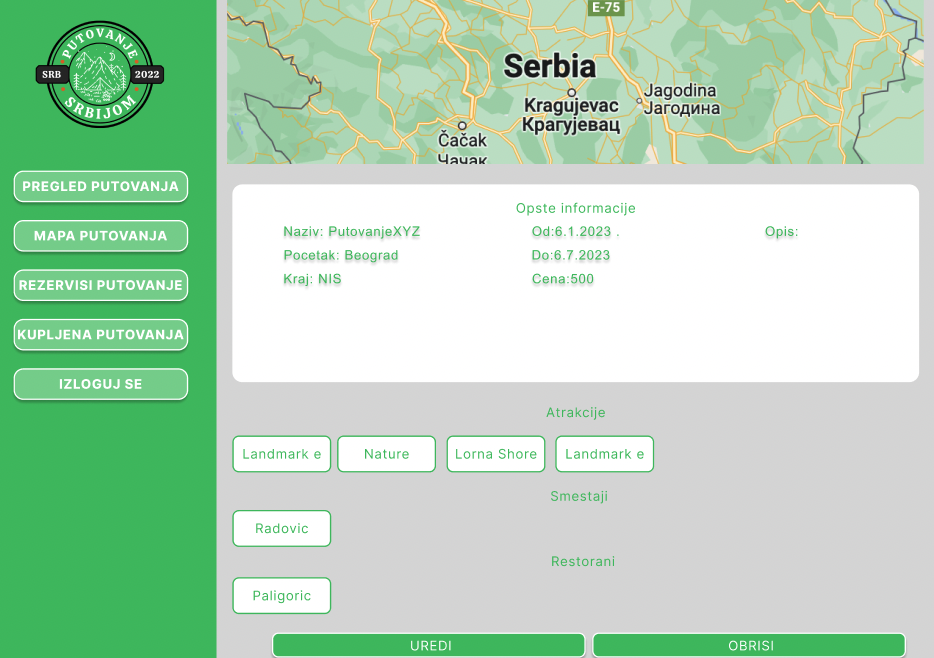 PUTOVANJE
SRB
2022
SRBIJOM
PREGLED PUTOVANJA
MAPA PUTOVANJA
REZERVISI PUTOVANJE
KUPLJENA PUTOVANJA
IZLOGUJ SE
E-75
Serbia
Kragujevac
Крагујевац
Jagodina
Јагодина
Čačak
Чачак
Opste informacije
Naziv: PutovanjeXYZ
Od:6.1.2023 .
Opis:
Pocetak: Beograd
Do:6.7.2023
Kraj: NIS
Cena:500
Atrakcije
Landmark e
Nature
Lorna Shore
Landmark e
Smestaji
Radovic
Restorani
Paligoric
UREDI
OBRISI